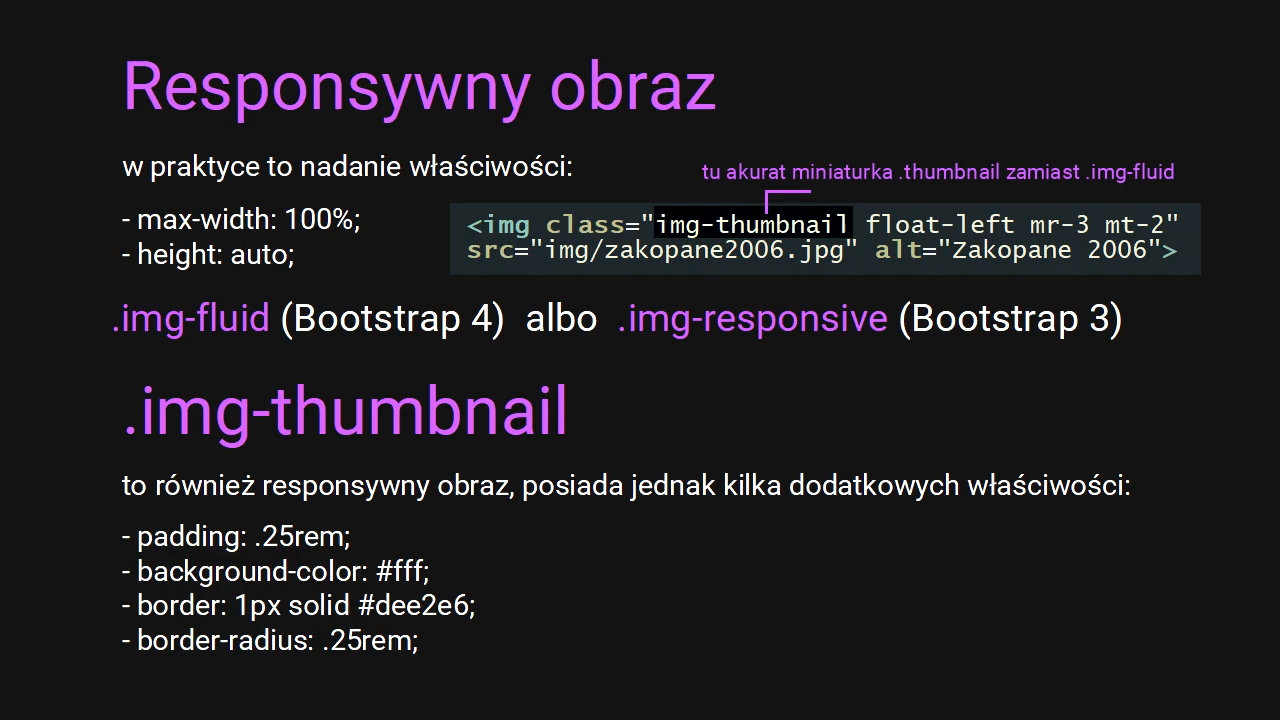 Responsywny obraz
w praktyce to nadanie właściwości:
- max-width: 100%;
- height: auto;
tu akurat miniaturka .thumbnail zamiast .img-fluid
<img class="img-thumbnail float-left mr-3 mt-2"
src="img/zakopane2006.jpg" alt="Zakopane 2006">
.img-fluid (Bootstrap 4) albo .img-responsive (Bootstrap 3)
.img-thumbnail
to również responsywny obraz, posiada jednak kilka dodatkowych właściwości:
- padding: .25rem;
- background-color: #fff;
- border: 1px solid #dee2e6;
- border-radius: .25rem;